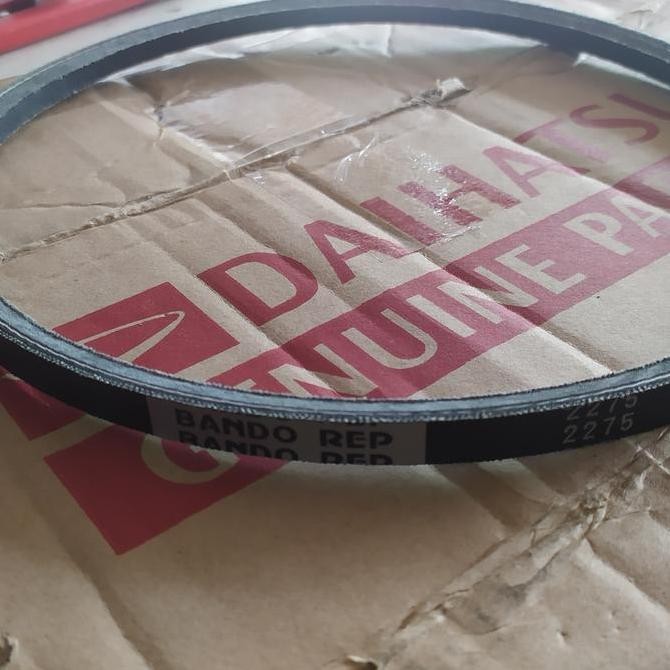 DAIHATSU
GENUINE PA
BANDO REP
BANDO REP
2275
2275